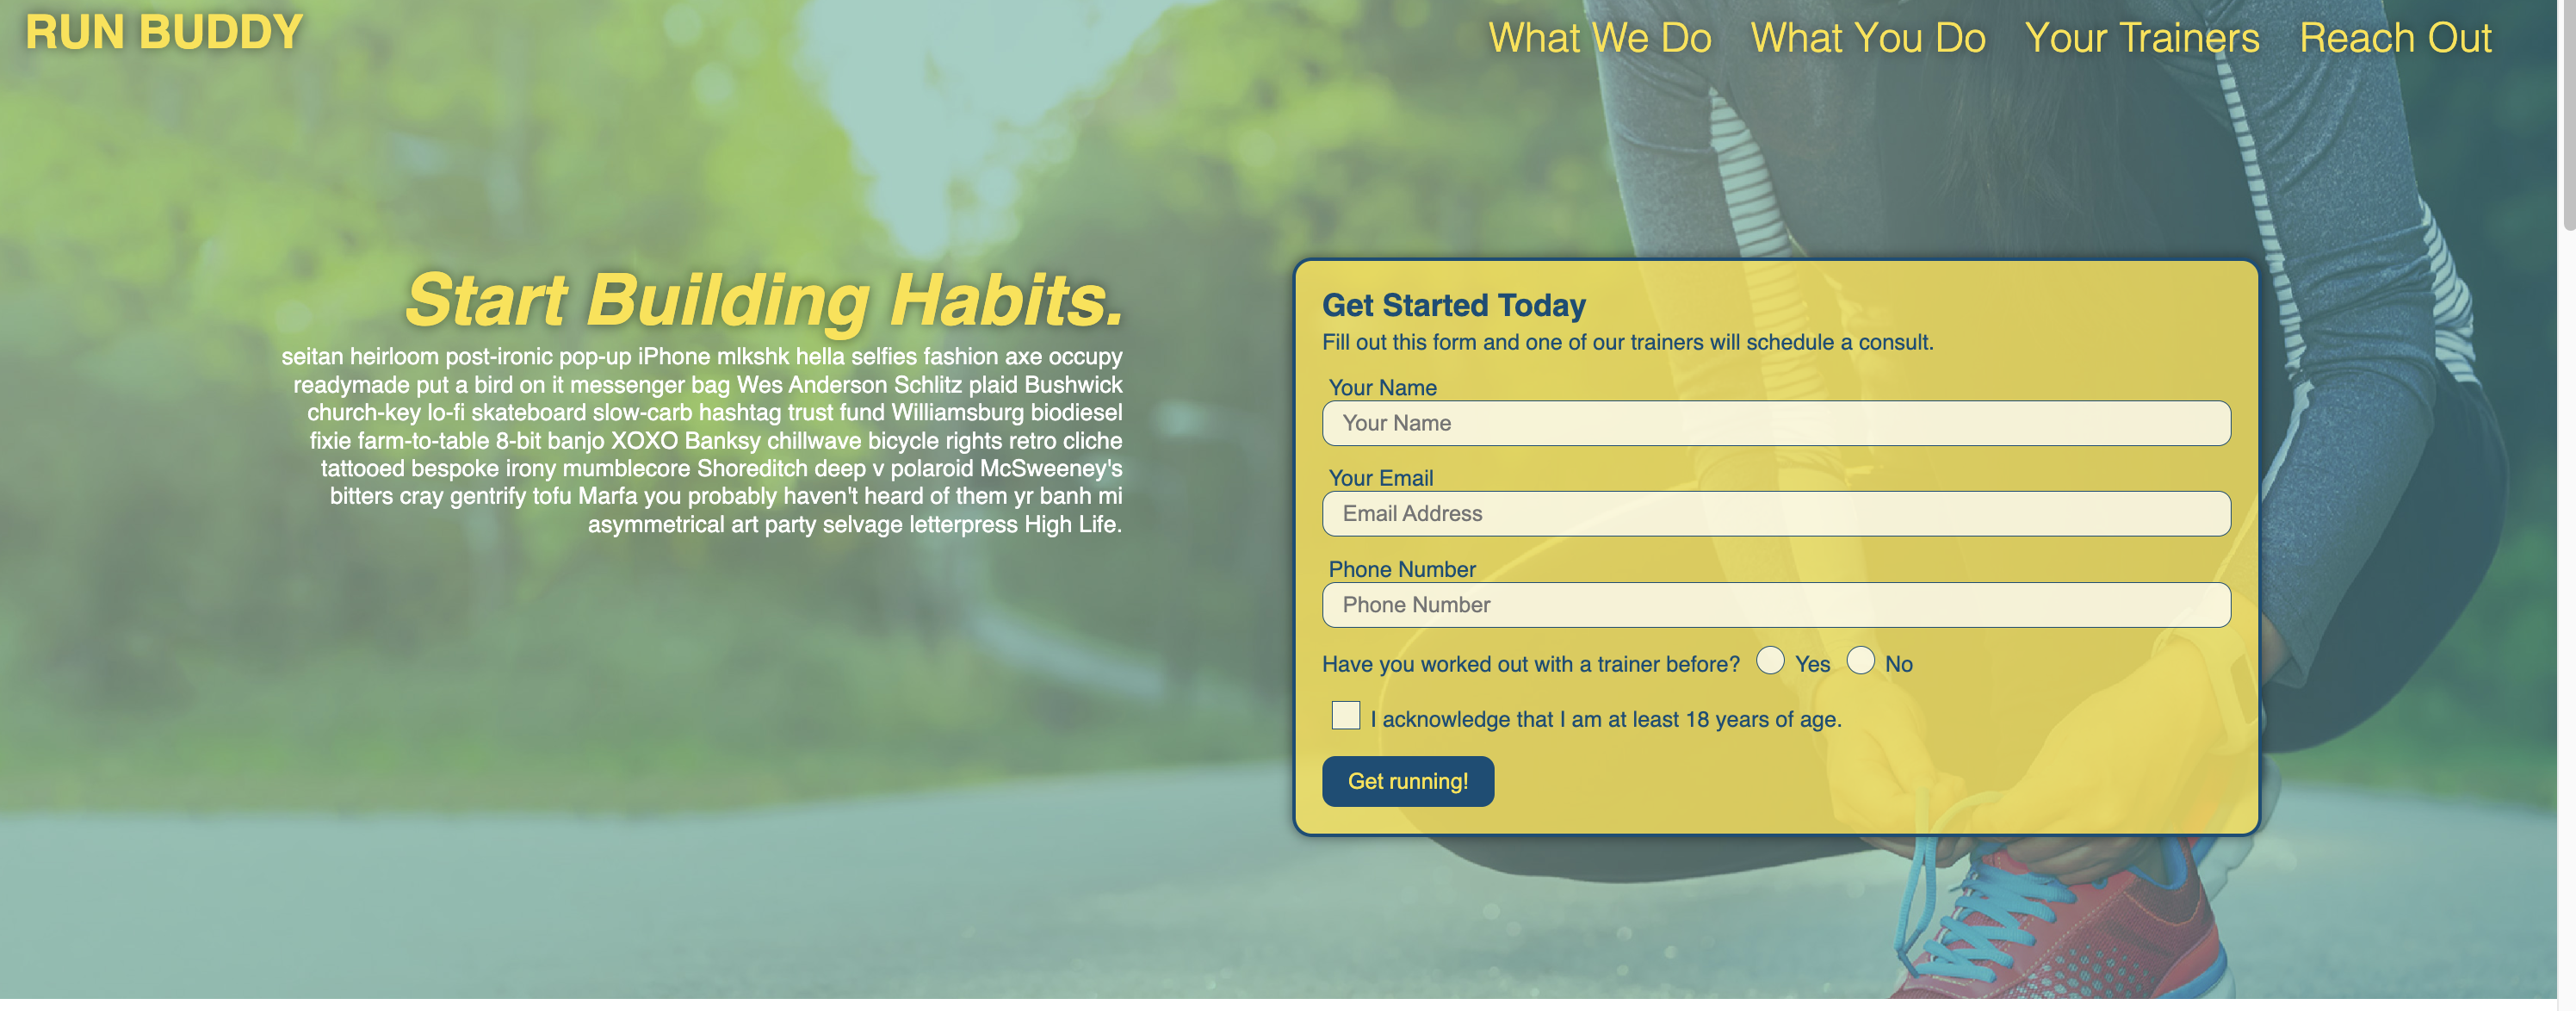 RUN BUDDY
What We Do What You Do Your Trainers Reach Out
Start Building Habits.
seitan heirloom post-ironic pop-up iPhone mlkshk hella selfies fashion axe occupy
readymade put a bird on it messenger bag Wes Anderson Schlitz plaid Bushwick
church-key lo-fi skateboard slow-carb hashtag trust fund Williamsburg biodiesel
fixie farm-to-table 8-bit banjo XOXO Banksy chillwave bicycle rights retro cliche
tattooed bespoke irony mumblecore Shoreditch deep v polaroid McSweeney's
bitters cray gentrify tofu Marfa you probably haven't heard of them yr banh mi
asymmetrical art party selvage letterpress High Life.
Get Started Today
Fill out this form and one of our trainers will schedule a consult.
Your Name
Your Name
Your Email
Email Address
Phone Number
Phone Number
Have you worked out with a trainer before? Yes No
I acknowledge that I am at least 18 years of age.
Get running!